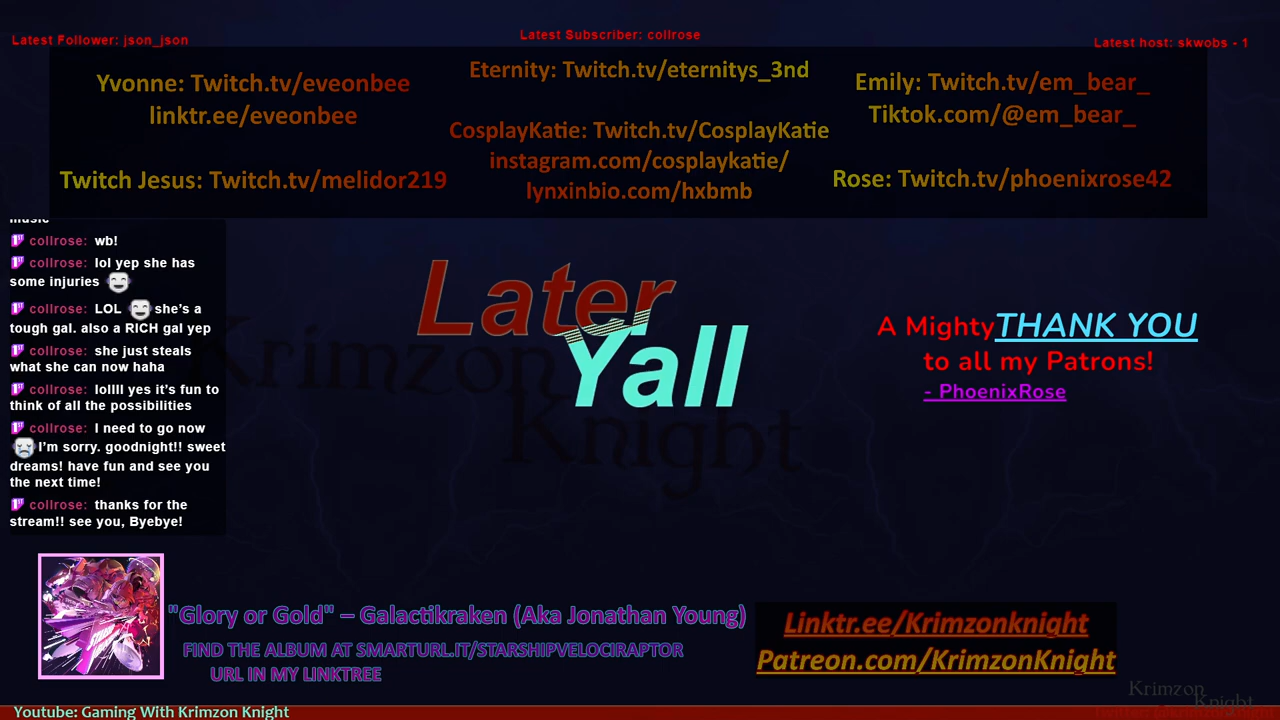 Latest Follower: json_json
Latest Subscriber: collrose
Latest host: skwobs - 1
Yvonne: Twitch.tv/eveonbee
linktr.ee/eveonbee
Twitch Jesus: Twitch.tv/melidor219
Eternity: Twitch.tv/eternitys_3nd
CosplayKatie: Twitch.tv/CosplayKatie
instagram.com/cosplaykatie/
lynxinbio.com/hxbmb
Emily: Twitch.tv/em_bear_
Tiktok.com/@em_bear_
Rose: Twitch.tv/phoenixrose42
music
collrose: wb!
collrose: lol yep she has
some injuries
collrose: LOL she's a
tough gal. also a RICH gal yep
collrose: she just steals
what she can now haha
collrose: lollll yes it's fun to
think of all the possibilities
collrose: I need to go now
I'm sorry. goodnight!! sweet
dreams! have fun and see you
the next time!
collrose: thanks for the
stream!! see you, Byebye!
Later
Yall
Krimzon
Knight
A Mighty THANK YOU
to all my Patrons!
- PhoenixRose
"Glory or Gold" – Galactikraken (Aka Jonathan Young)
FIND THE ALBUM AT SMARTURL.IT/STARSHIPVELOCIRAPTOR
URL IN MY LINKTREE
Linktr.ee/Krimzonknight
Patreon.com/KrimzonKnight
Krimzon
Knight
Youtube: Gaming With Krimzon Knight